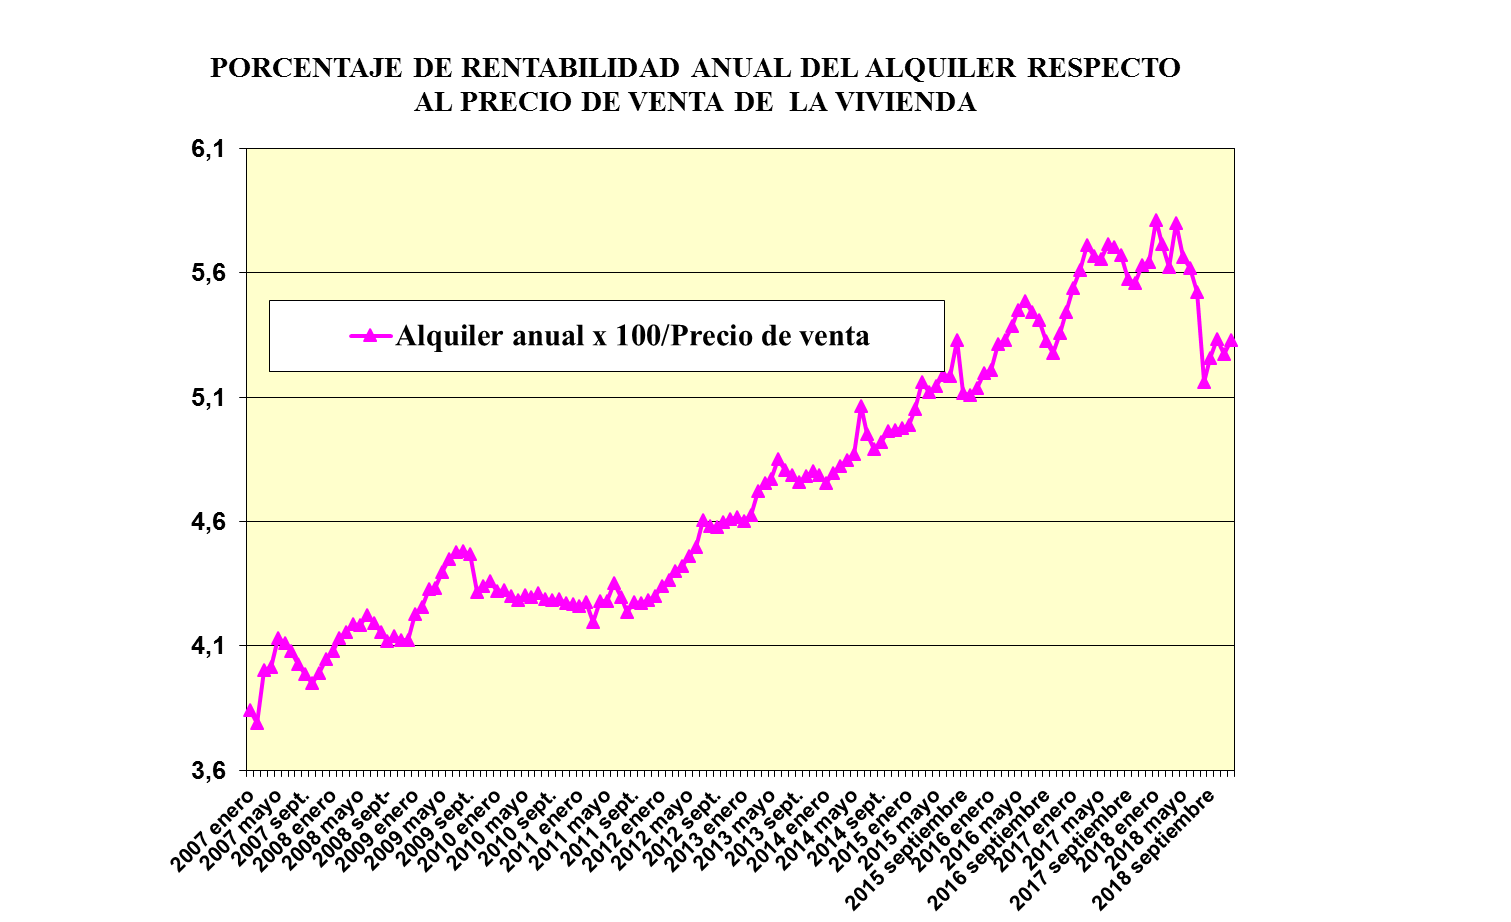 PORCENTAJE DE RENTABILIDAD ANUAL DEL ALQUILER RESPECTO
AL PRECIO DE VENTA DE LA VIVIENDA
6,1
5,6
5,1
4,6
4,1
3,6
Alquiler anual x 100/Precio de venta
2007 enero
2007 mayo
2007 sept.
2008 enero
2008 mayo
2008 sept-
2009 enero
2009 mayo
2009 sept.
2010 enero
2010 mayo
2010 sept.
2011 enero
2011 mayo
2011 sept.
2012 enero
2012 mayo
2012 sept.
2013 enero
2013 mayo
2013 sept.
2014 enero
2014 mayo
2014 sept.
2015 enero
2015 mayo
2015 septiembre
2016 enero
2016 mayo
2016 septiembre
2017 enero
2017 mayo
2017 septiembre
2018 enero
2018 mayo
2018 septiembre